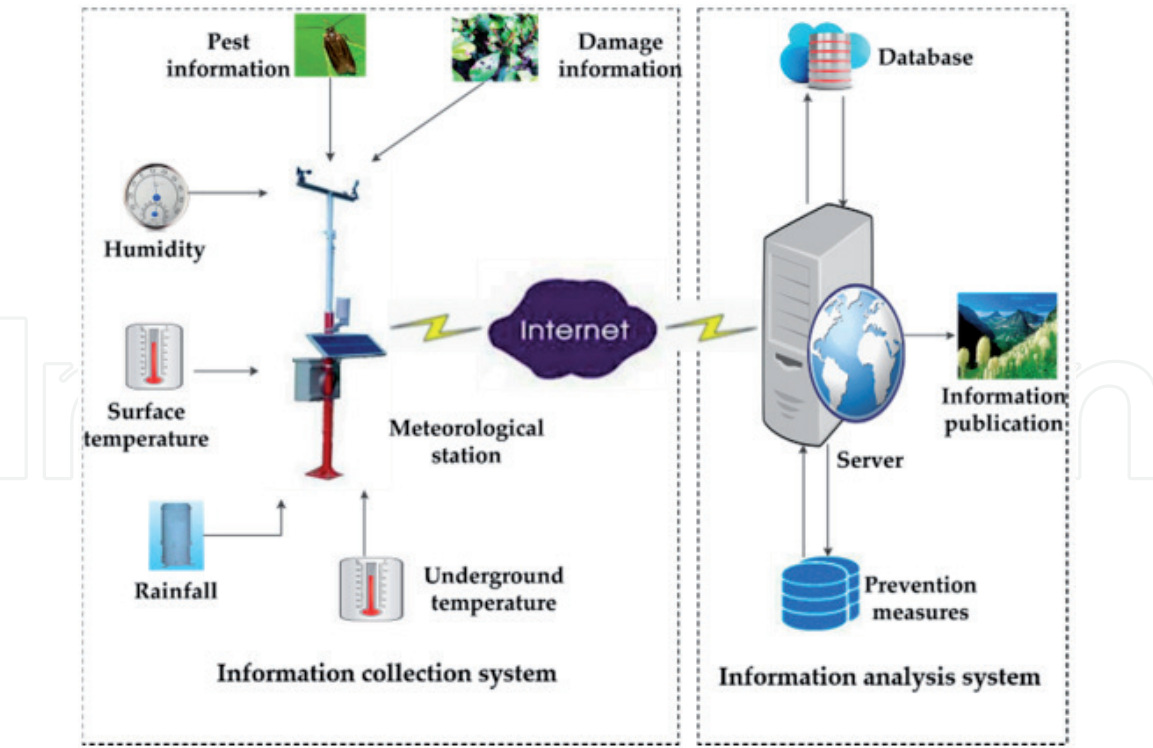 Pest
information
Damage
information
Database
Humidity
Internet
Surface
temperature
Meteorological
station
Information
publication
Server
Rainfall
Underground
temperature
Prevention
measures
Information collection system
Information analysis system